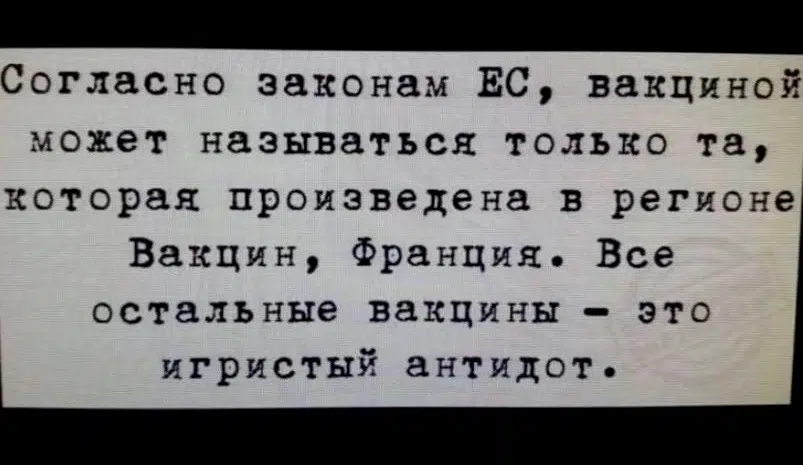 Согласно законам ЕС, вакциной
может называться только та,
которая произведена в регионе
Вакцин, Франция. Все
остальные вакцины – это
игристый антидот.